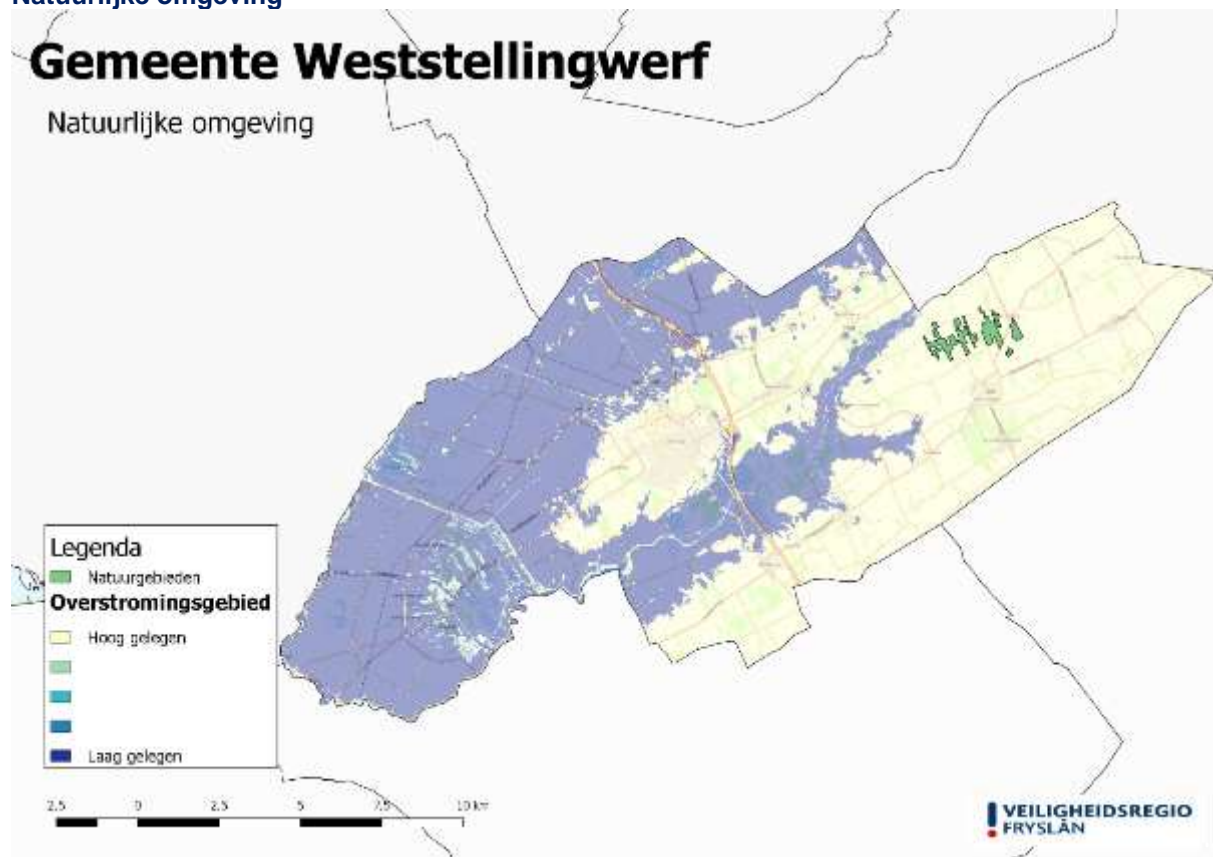 Natuurlijke omgeving
Gemeente Weststellingwerf
Natuurlijke omgeving
Legenda
Natuurgebieden
Overstromingsgebied
Hoog gelegen
Laag gelegen
2.5 0 2.5 5 7.5 10 km
VEILIGHEIDSREGIO
FRYSLÂN